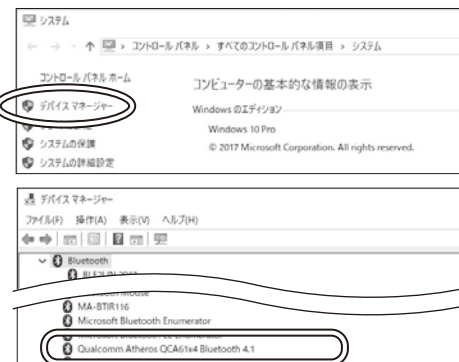 システム
コントロール パネル > すべてのコントロール パネル項目 > システム
コントロール パネル ホーム
コンピューターの基本的な情報の表示
デバイス マネージャー
Windows のエディション
Windows 10 Pro
システムの保護
© 2017 Microsoft Corporation. All rights reserved.
システムの詳細設定
デバイス マネージャー
ファイル(F) 操作(A) 表示(V) ヘルプ(H)
Bluetooth
MA-BTIR116
Microsoft Bluetooth Enumerator
Qualcomm Atheros QCA61x4 Bluetooth 4.1